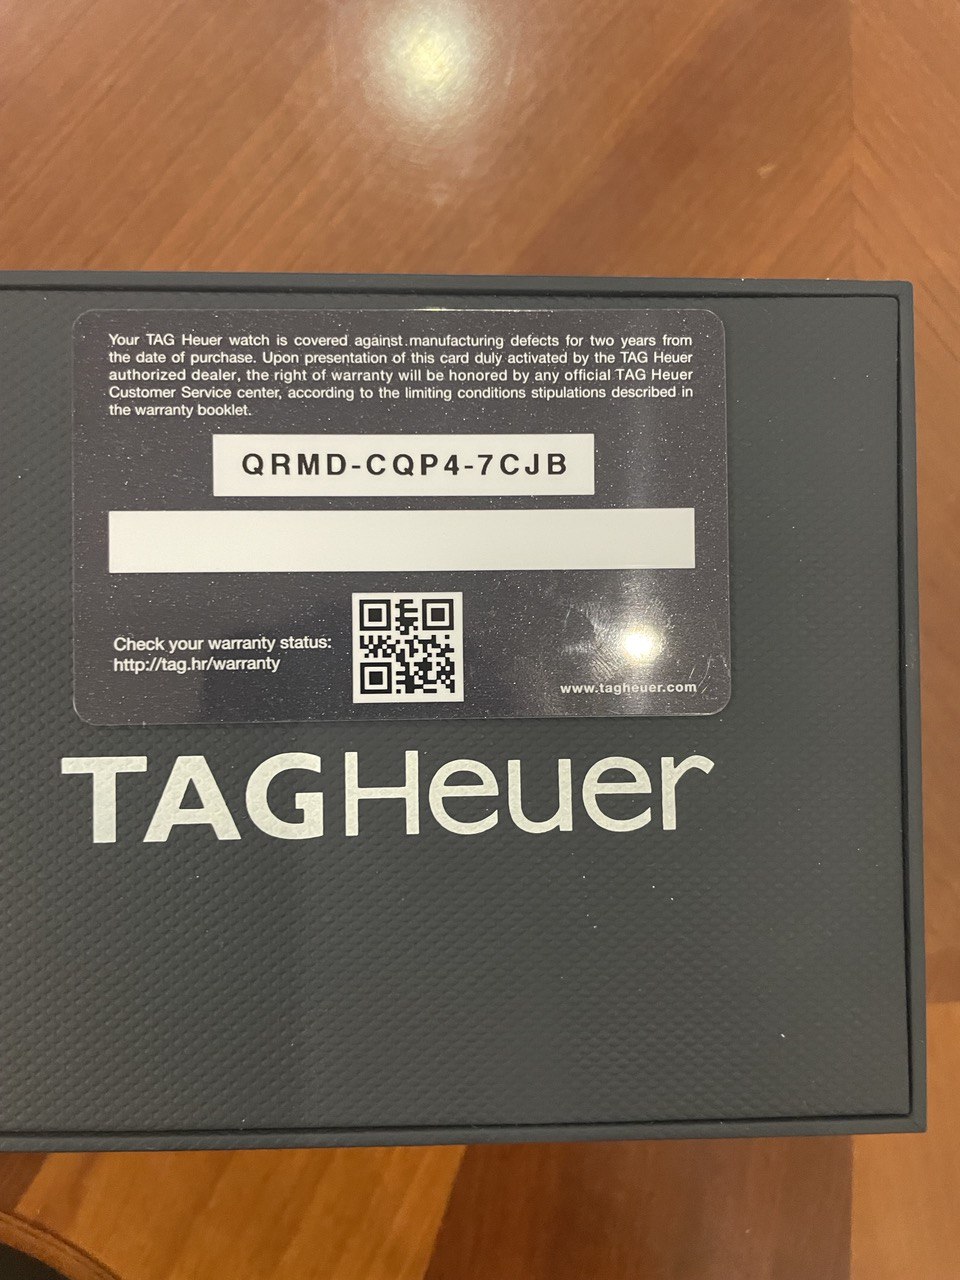 Your TAG Heuer watch is covered against manufacturing defects for two years from
the date of purchase. Upon presentation of this card duly activated by the TAG Heuer
authorized dealer, the right of warranty will be honored by any official TAG Heuer
Customer Service center, according to the limiting conditions stipulations described in
the warranty booklet.
QRMD-CQP4-7CJB
Check your warranty status:
http://tag.hr/warranty
www.tagheuer.com
TAGHeuer